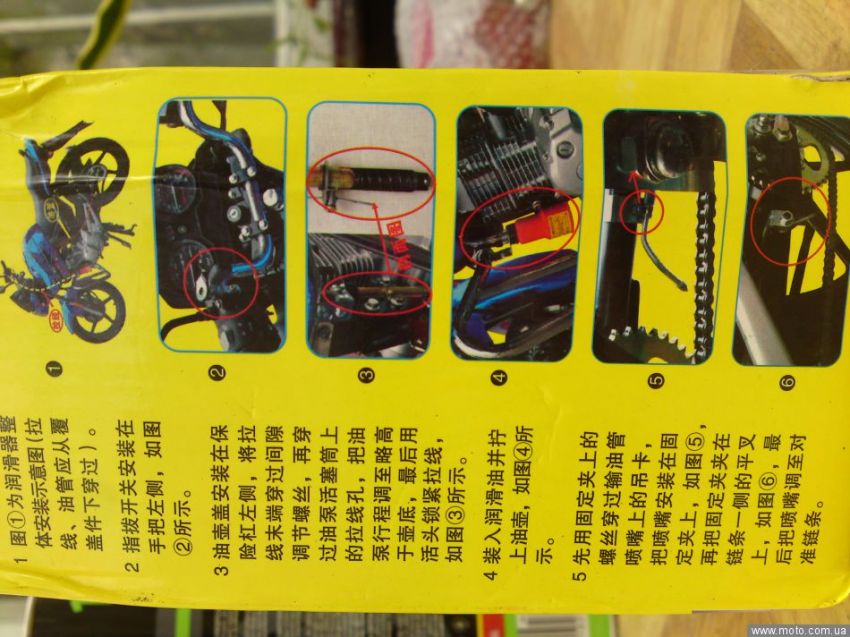 1 图①为润滑器整
体安装示意图(拉
线、油管应从覆
盖件下穿过)。
2 指拨开关安装在
手把左侧，如图
②所示。
3 油壶盖安装在保
险杠左侧，将拉
线末端穿过间隙
调节螺丝，再穿
过油泵活塞筒上
的拉线孔，把油
泵行程调至略高
于壶底，最后用
活头锁紧拉线，
如图③所示。
4 装入润滑油并拧
上油壶，如图④所
示。
5 先用固定夹上的
螺丝穿过输油管
喷嘴上的吊卡，
把喷嘴安装在固
定夹上，如图⑤，
再把固定夹夹在
链条一侧的平叉
上，如图⑥，最
后把喷嘴调至对
准链条。
①
②
③
④
⑤
⑥
www.moto.com.ua